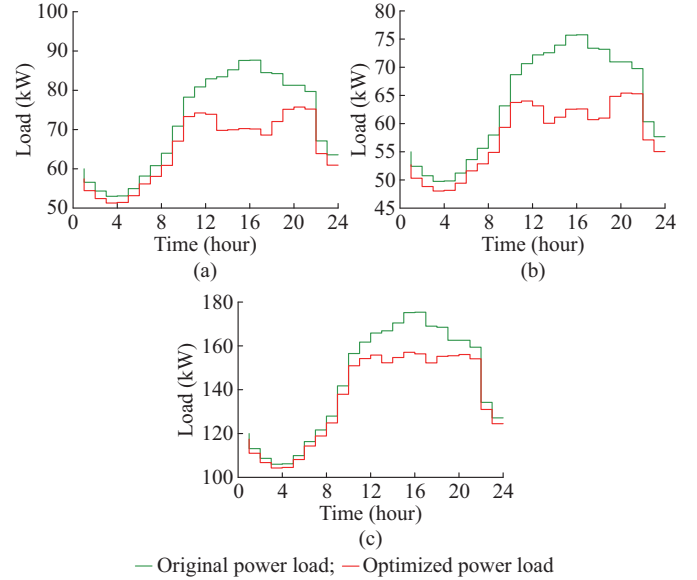 100
90
80
70
60
50
Load (kW)
0 4 8 12 16 20 24
Time (hour)
(a)
80
75
70
65
60
55
50
45
Load (kW)
0 4 8 12 16 20 24
Time (hour)
(b)
180
160
140
120
100
Load (kW)
0 4 8 12 16 20 24
Time (hour)
(c)
Original power load; Optimized power load